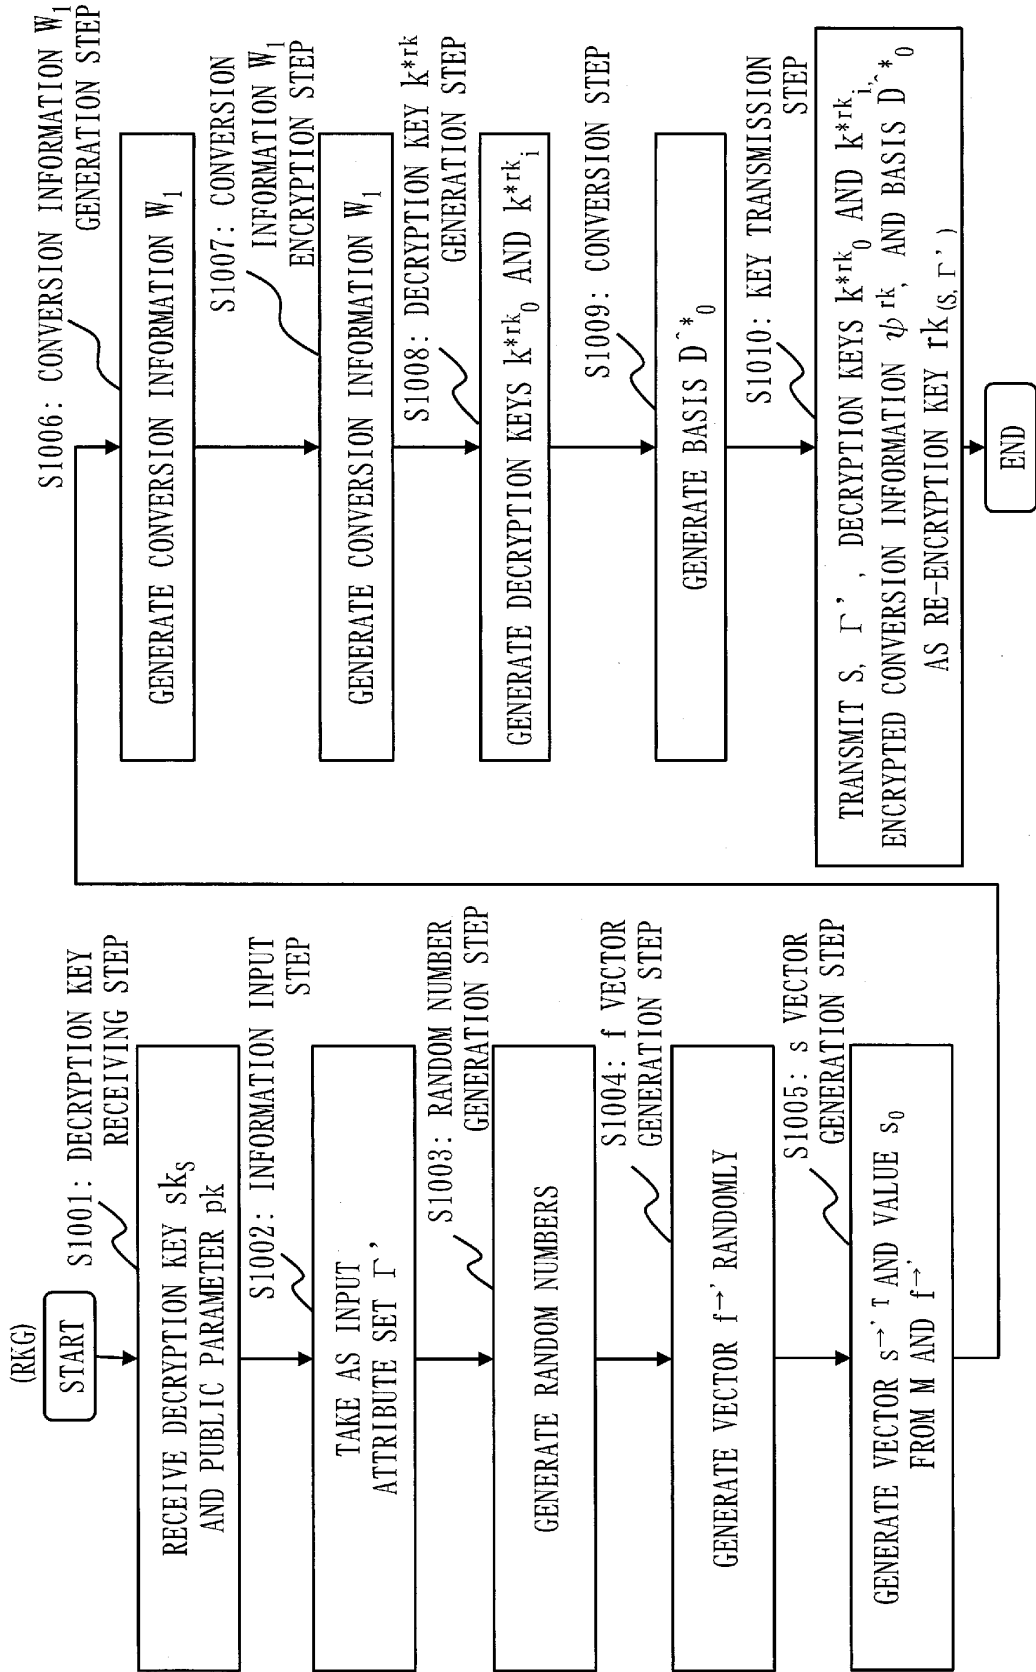 (RKG)
START
S1001: DECRYPTION KEY
RECEIVING STEP
RECEIVE DECRYPTION KEY sk_S
AND PUBLIC PARAMETER pk
S1002: INFORMATION INPUT
STEP
TAKE AS INPUT
ATTRIBUTE SET Γ'
S1003: RANDOM NUMBER
GENERATION STEP
GENERATE RANDOM NUMBERS
S1004: f VECTOR
GENERATION STEP
GENERATE VECTOR f→' RANDOMLY
S1005: s VECTOR
GENERATION STEP
GENERATE VECTOR s→'^T AND VALUE s_0
FROM M AND f→'
S1006: CONVERSION INFORMATION W_1
GENERATION STEP
GENERATE CONVERSION INFORMATION W_1
S1007: CONVERSION
INFORMATION W_1
ENCRYPTION STEP
GENERATE CONVERSION INFORMATION W_1
S1008: DECRYPTION KEY k*^rk
GENERATION STEP
GENERATE DECRYPTION KEYS k*^rk_0 AND k*^rk_i
S1009: CONVERSION STEP
GENERATE BASIS D^*_0
S1010: KEY TRANSMISSION
STEP
TRANSMIT S, Γ', DECRYPTION KEYS k*^rk_0 AND k*^rk_i,
ENCRYPTED CONVERSION INFORMATION ψ^rk, AND BASIS D^*_0
AS RE-ENCRYPTION KEY rk_(S, Γ')
END